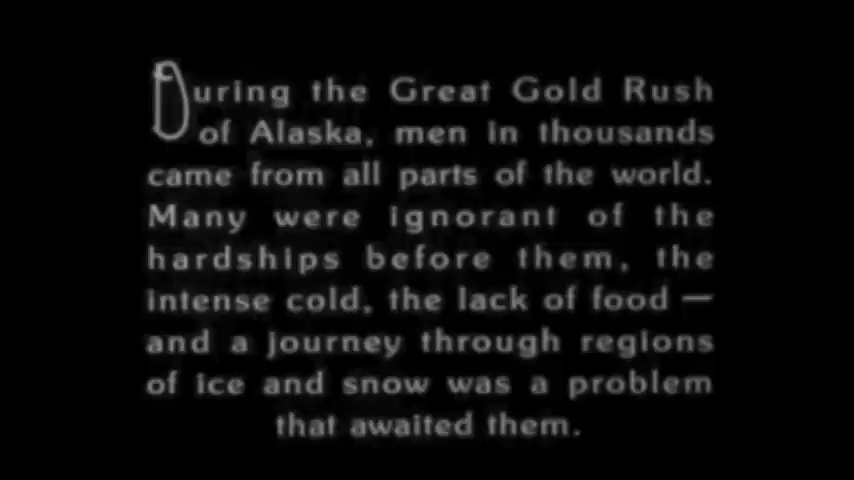 During the Great Gold Rush
of Alaska, men in thousands
came from all parts of the world.
Many were ignorant of the
hardships before them, the
intense cold, the lack of food —
and a journey through regions
of ice and snow was a problem
that awaited them.